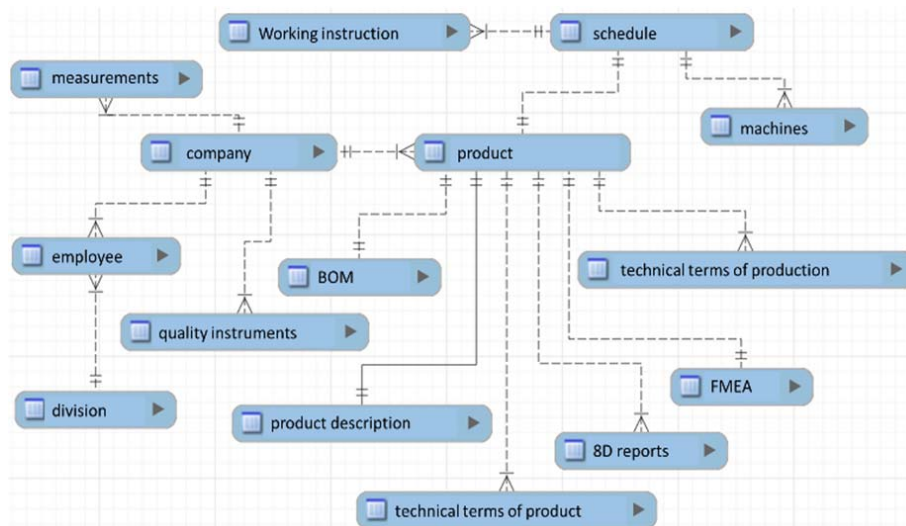 Working instruction
schedule
measurements
machines
company
product
employee
BOM
technical terms of production
quality instruments
FMEA
division
product description
8D reports
technical terms of product